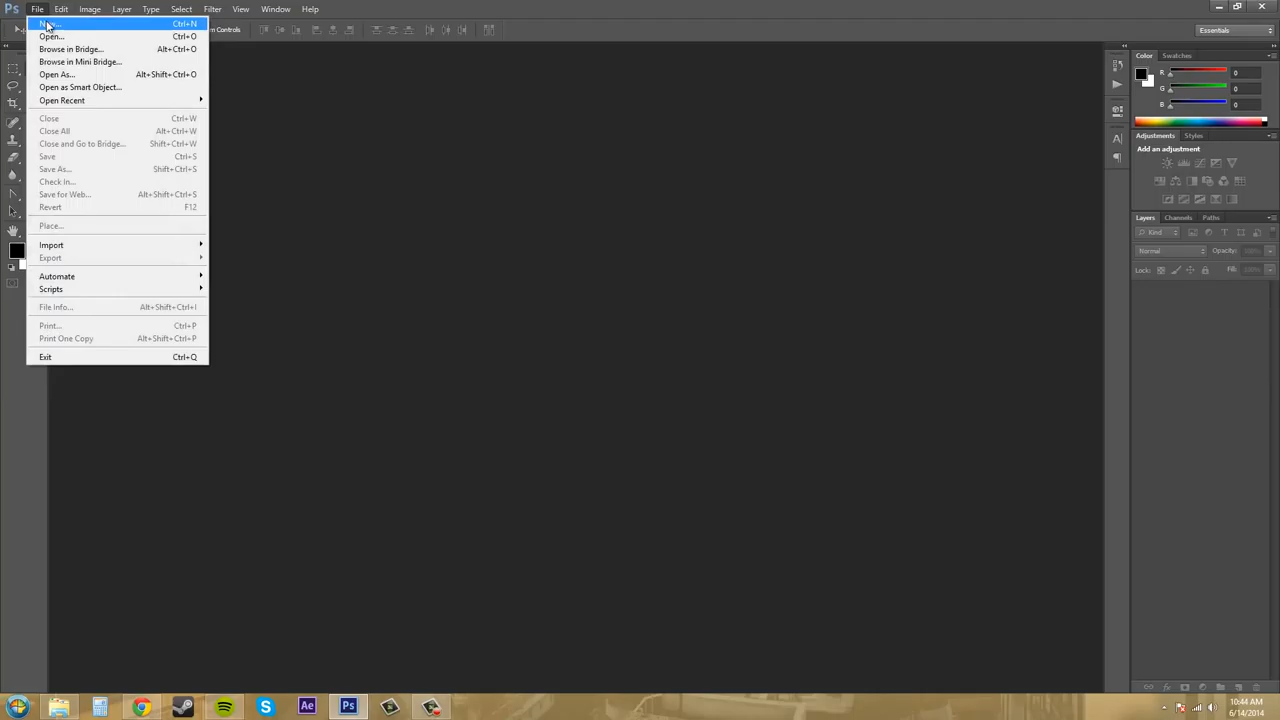 Ps File Edit Image Layer Type Select Filter View Window Help
m Controls Essentials
Ctrl+N
Open... Ctrl+O
Browse in Bridge... Alt+Ctrl+O
Browse in Mini Bridge...
Open As... Alt+Shift+Ctrl+O
Open as Smart Object...
Open Recent
Close Ctrl+W
Close All Alt+Ctrl+W
Close and Go to Bridge... Shift+Ctrl+W
Save Ctrl+S
Save As... Shift+Ctrl+S
Check In...
Save for Web... Alt+Shift+Ctrl+S
Revert F12
Place...
Import
Export
Automate
Scripts
File Info... Alt+Shift+Ctrl+I
Print... Ctrl+P
Print One Copy Alt+Shift+Ctrl+P
Exit Ctrl+Q
Color Swatches
R 0
G 0
B 0
Adjustments Styles
Add an adjustment
Layers Channels Paths
Kind
Normal Opacity: 100%
Lock: Fill: 100%
Ae Ps
10:44 AM
6/14/2014